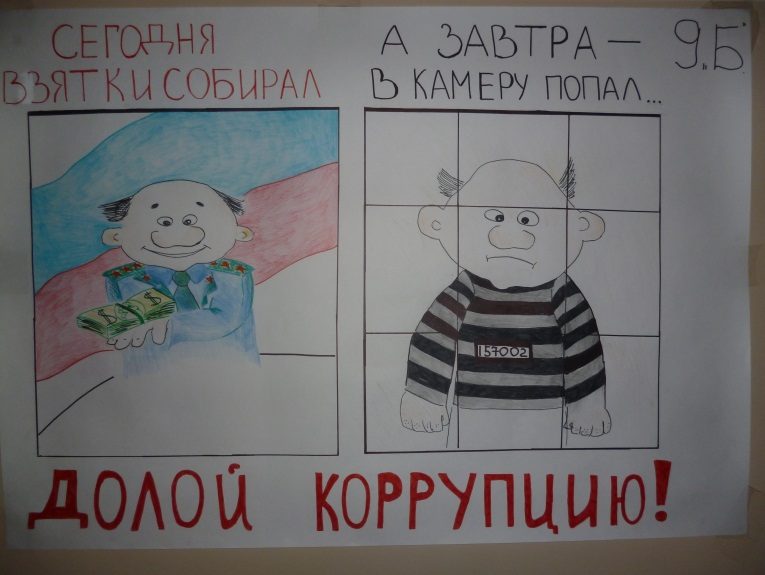 СЕГОДНЯ
ВЗЯТКИ СОБИРАЛ
А ЗАВТРА —
В КАМЕРУ ПОПАЛ...
9„Б"
$ $
157002
ДОЛОЙ КОРРУПЦИЮ!